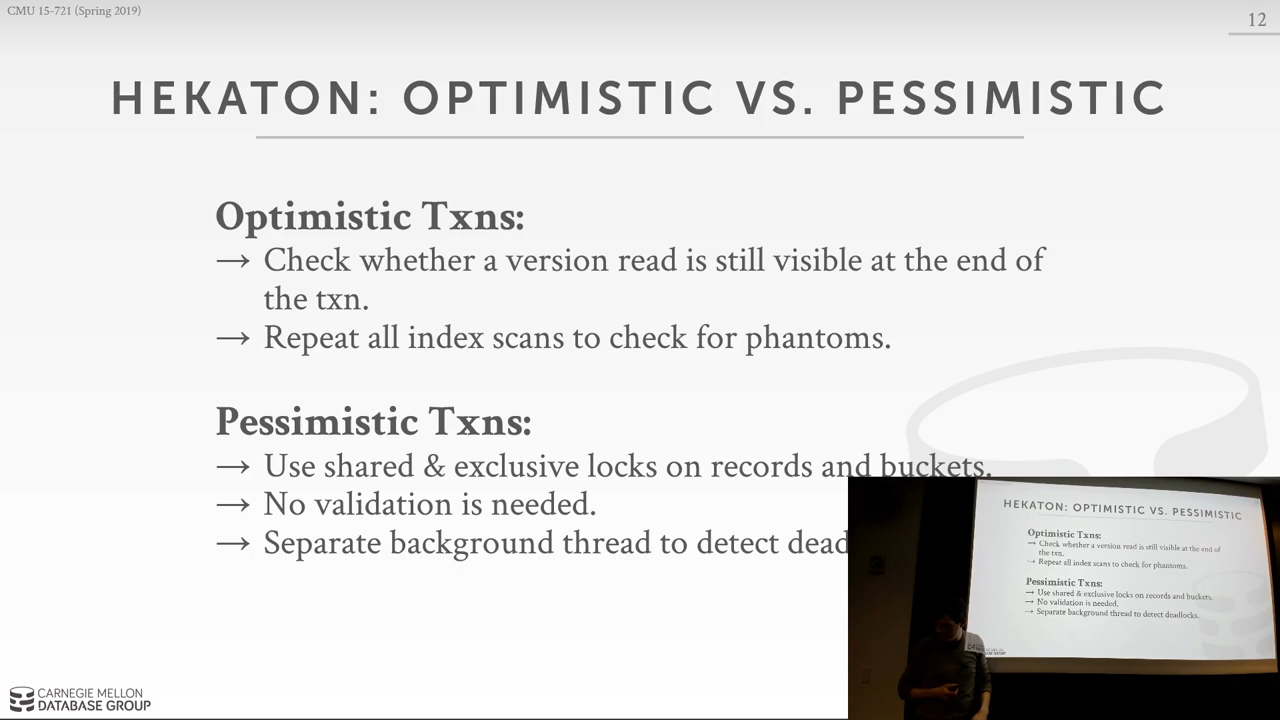 CMU 15-721 (Spring 2019)
12
HEKATON: OPTIMISTIC VS. PESSIMISTIC
Optimistic Txns:
→ Check whether a version read is still visible at the end of
the txn.
→ Repeat all index scans to check for phantoms.
Pessimistic Txns:
→ Use shared & exclusive locks on records and buckets.
→ No validation is needed.
→ Separate background thread to detect dead
CARNEGIE MELLON
DATABASE GROUP
HEKATON: OPTIMISTIC VS. PESSIMISTIC
Optimistic Txns:
→ Check whether a version read is still visible at the end of
the txn.
→ Repeat all index scans to check for phantoms.
Pessimistic Txns:
→ Use shared & exclusive locks on records and buckets.
→ No validation is needed.
→ Separate background thread to detect deadlocks.